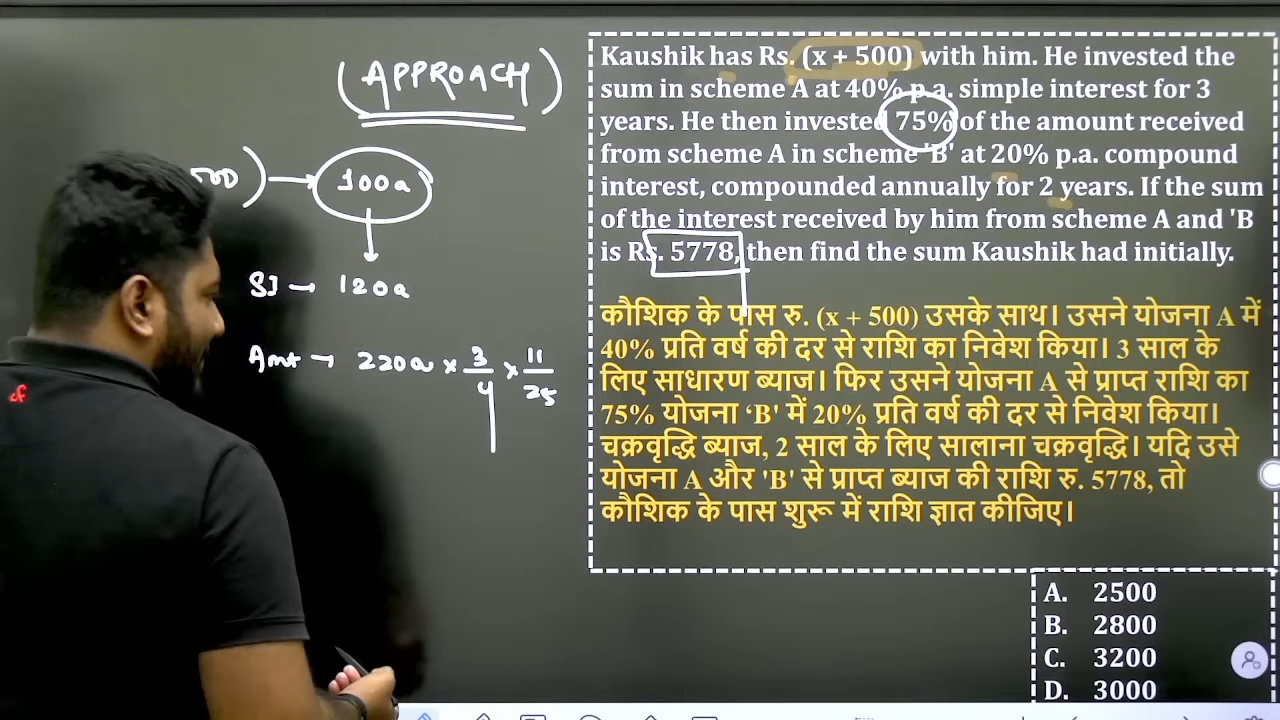 (APPROACH)
00) → 100a
SI → 120a
Amt → 220a × 3/4 × 11/25
Kaushik has Rs. (x + 500) with him. He invested the
sum in scheme A at 40% p.a. simple interest for 3
years. He then invested 75% of the amount received
from scheme A in scheme 'B' at 20% p.a. compound
interest, compounded annually for 2 years. If the sum
of the interest received by him from scheme A and 'B
is Rs. 5778, then find the sum Kaushik had initially.
कौशिक के पास रु. (x + 500) उसके साथ। उसने योजना A में
40% प्रति वर्ष की दर से राशि का निवेश किया। 3 साल के
लिए साधारण ब्याज। फिर उसने योजना A से प्राप्त राशि का
75% योजना ‘B' में 20% प्रति वर्ष की दर से निवेश किया।
चक्रवृद्धि ब्याज, 2 साल के लिए सालाना चक्रवृद्धि। यदि उसे
योजना A और 'B' से प्राप्त ब्याज की राशि रु. 5778, तो
कौशिक के पास शुरू में राशि ज्ञात कीजिए।
A. 2500
B. 2800
C. 3200
D. 3000